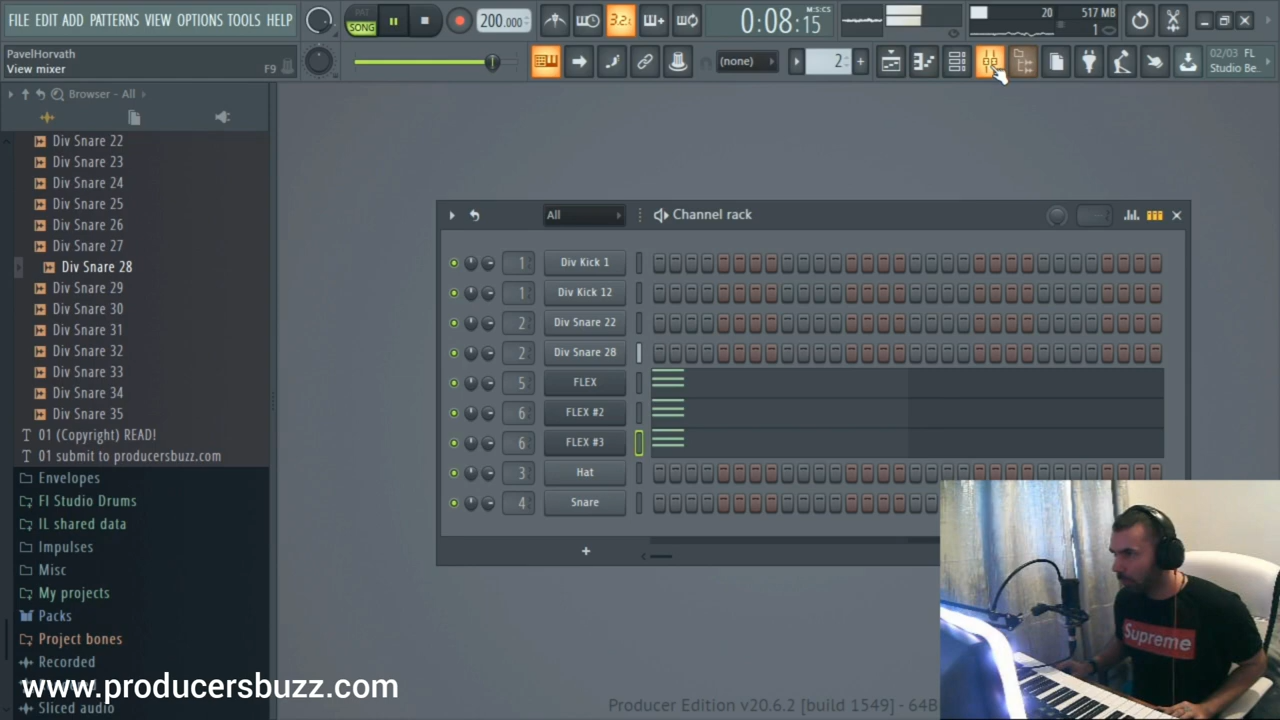 FILE EDIT ADD PATTERNS VIEW OPTIONS TOOLS HELP
SONG
200.000
3.2
0:08:15
M:S:CS
20
517 MB
1
PavelHorvath
View mixer
F9
(none)
2
02/03 FL
Studio Be..
Browser - All
Div Snare 22
Div Snare 23
Div Snare 24
Div Snare 25
Div Snare 26
Div Snare 27
Div Snare 28
Div Snare 29
Div Snare 30
Div Snare 31
Div Snare 32
Div Snare 33
Div Snare 34
Div Snare 35
01 (Copyright) READ!
01 submit to producersbuzz.com
Envelopes
Fl Studio Drums
IL shared data
Impulses
Misc
My projects
Packs
Project bones
Recorded
Sliced audio
www.producersbuzz.com
All
Channel rack
1 Div Kick 1
1 Div Kick 12
2 Div Snare 22
2 Div Snare 28
5 FLEX
6 FLEX #2
6 FLEX #3
3 Hat
4 Snare
+
Supreme
Producer Edition v20.6.2 [build 1549] - 64B